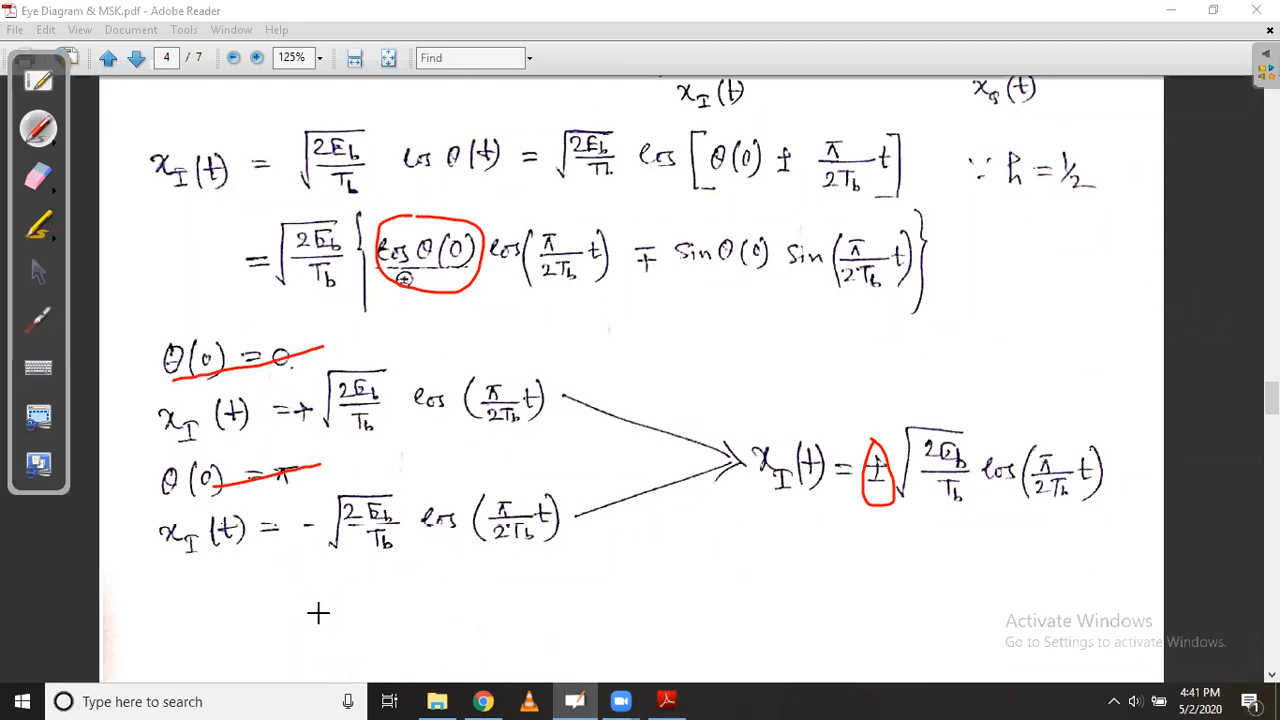 Eye Diagram & MSK.pdf - Adobe Reader
File Edit View Document Tools Window Help
4 / 7 125% Find
x_I(t) x_Q(t)
x_I(t) = √(2E_b/T_b) cos θ(t) = √(2E_b/T_b) cos [θ(0) ± π/2T_b t] ∵ h = 1/2
= √(2E_b/T_b) { cos θ(0) cos(π/2T_b t) ∓ sin θ(0) sin(π/2T_b t) }
θ(0) = 0.
x_I(t) = + √(2E_b/T_b) cos (π/2T_b t)
x_I(t) = ± √(2E_b/T_b) cos(π/2T_b t)
θ(0) = π
x_I(t) = - √(2E_b/T_b) cos (π/2T_b t)
Activate Windows
Go to Settings to activate Windows.
Type here to search
4:41 PM
5/2/2020
1